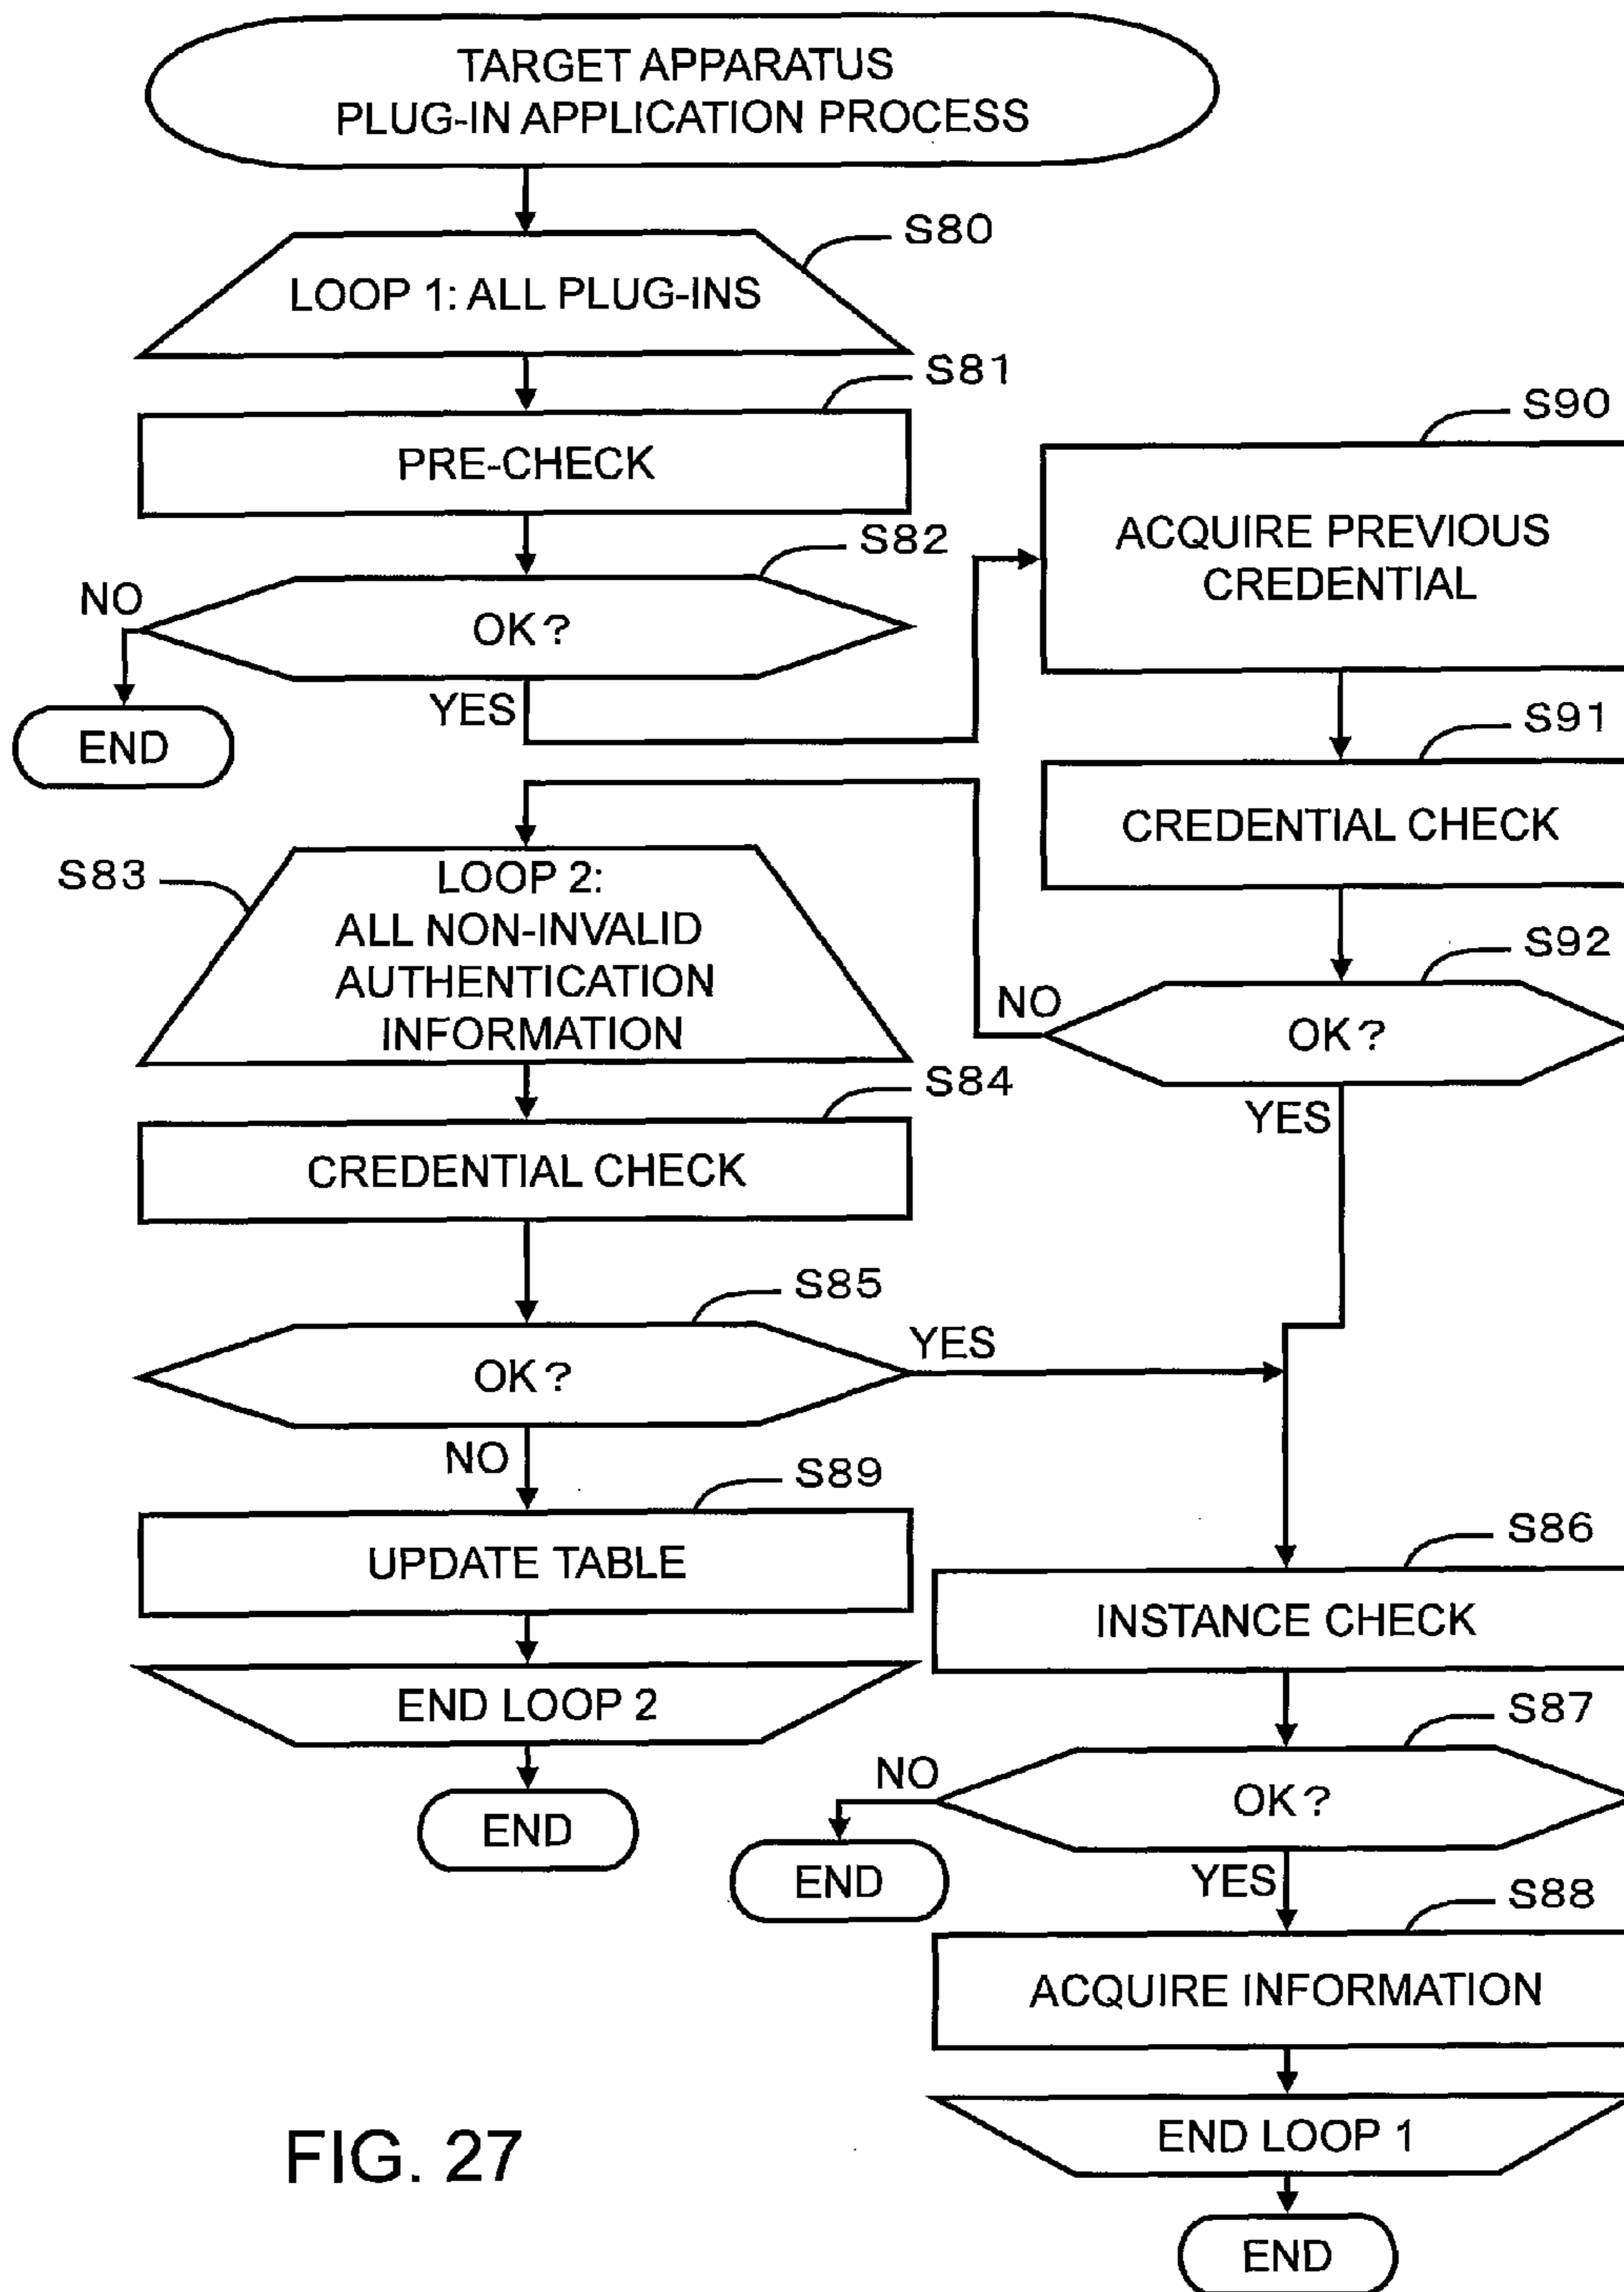 TARGET APPARATUS
PLUG-IN APPLICATION PROCESS
S80
LOOP 1: ALL PLUG-INS
S81
PRE-CHECK
S82
NO
OK?
YES
END
S90
ACQUIRE PREVIOUS
CREDENTIAL
S91
CREDENTIAL CHECK
S92
NO
OK?
YES
S83
LOOP 2:
ALL NON-INVALID
AUTHENTICATION
INFORMATION
S84
CREDENTIAL CHECK
S85
YES
OK?
NO
S89
UPDATE TABLE
END LOOP 2
END
S86
INSTANCE CHECK
S87
NO
OK?
END
YES
S88
ACQUIRE INFORMATION
END LOOP 1
END
FIG. 27